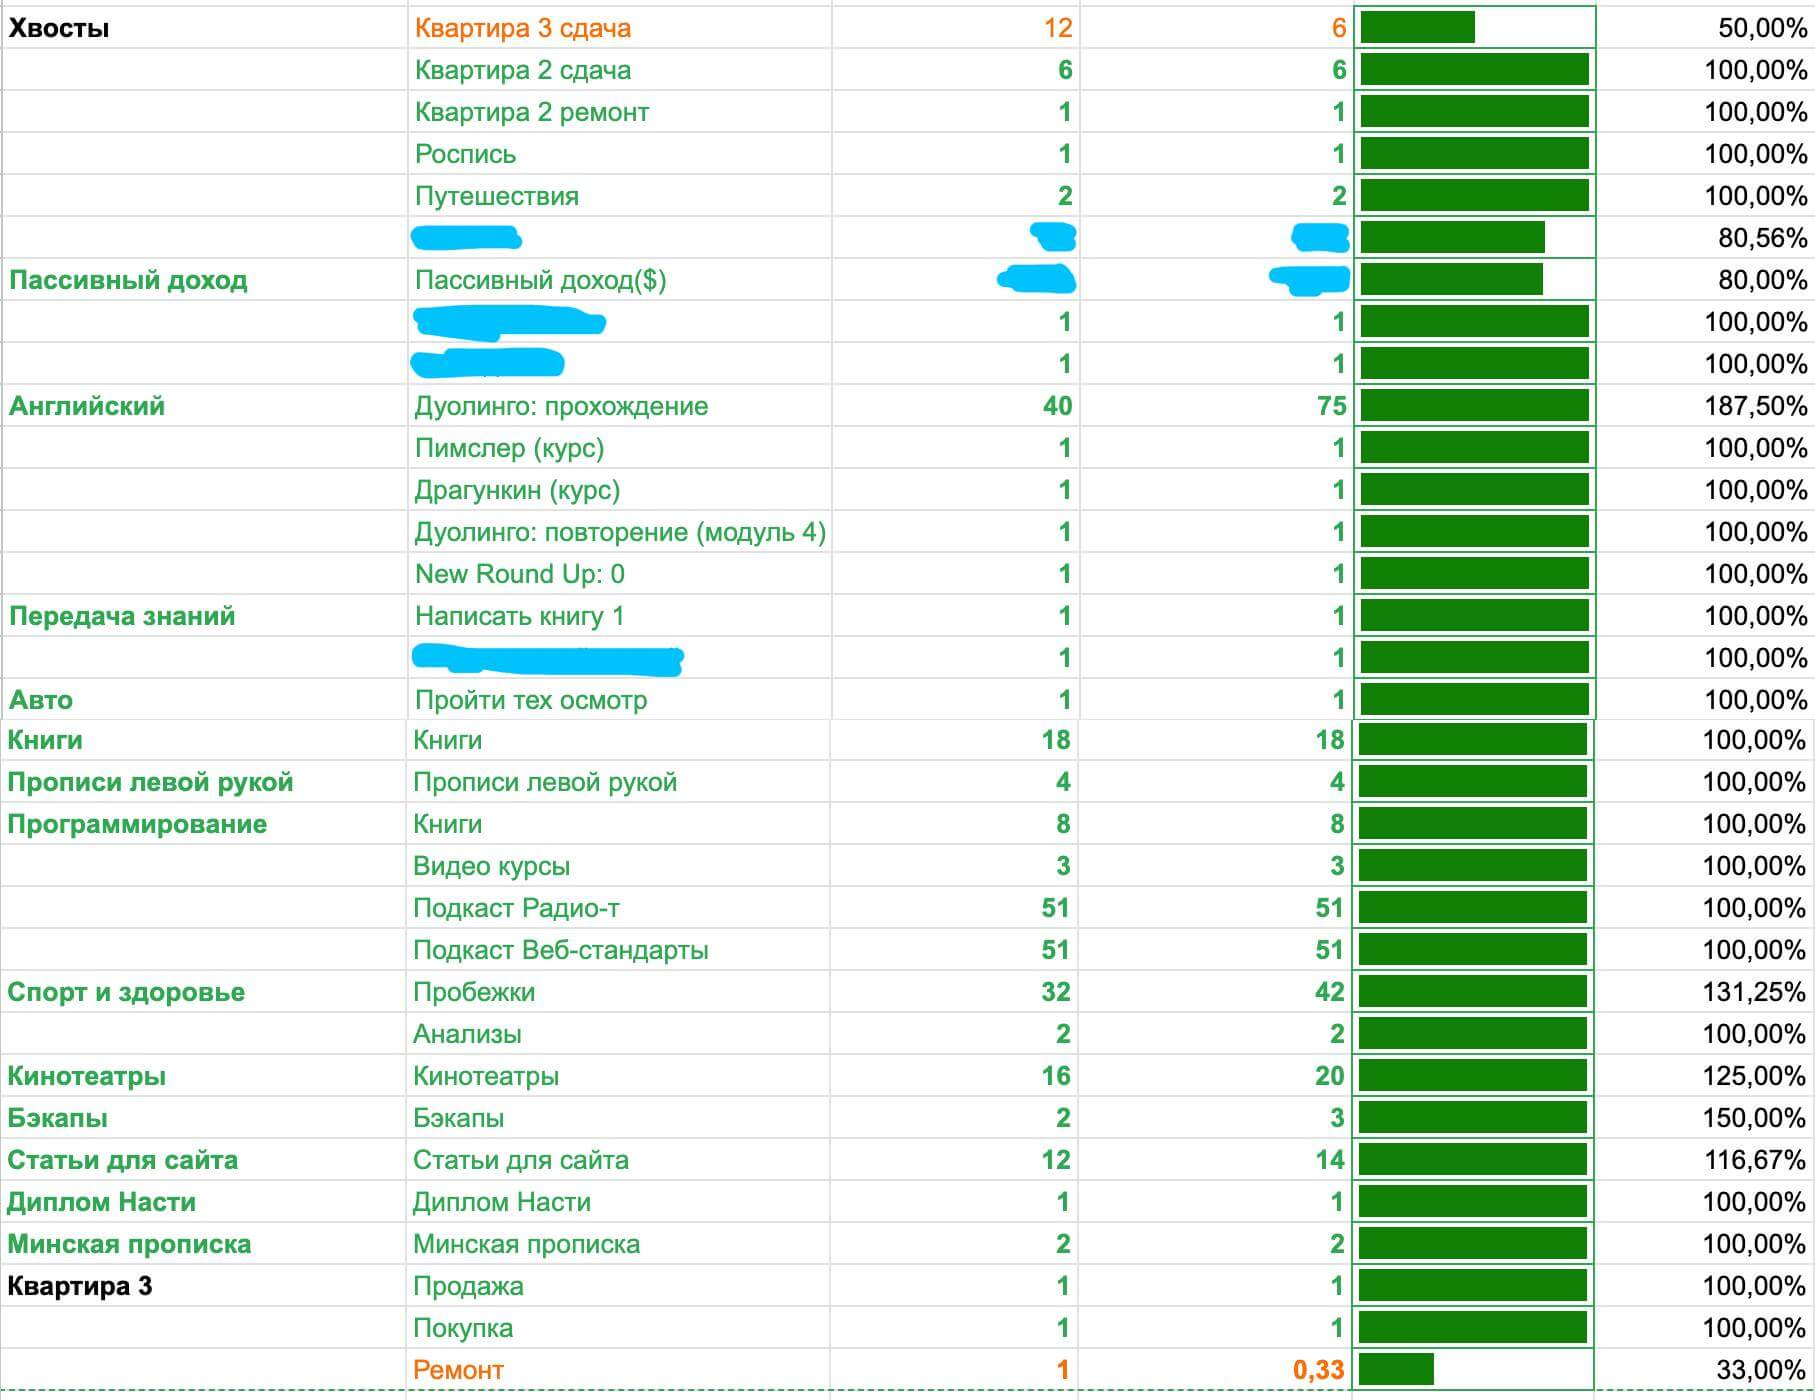 Хвосты Квартира 3 сдача 12 6 50,00%
Квартира 2 сдача 6 6 100,00%
Квартира 2 ремонт 1 1 100,00%
Роспись 1 1 100,00%
Путешествия 2 2 100,00%
80,56%
Пассивный доход Пассивный доход($) 80,00%
1 1 100,00%
1 1 100,00%
Английский Дуолинго: прохождение 40 75 187,50%
Пимслер (курс) 1 1 100,00%
Драгункин (курс) 1 1 100,00%
Дуолинго: повторение (модуль 4) 1 1 100,00%
New Round Up: 0 1 1 100,00%
Передача знаний Написать книгу 1 1 1 100,00%
1 1 100,00%
Авто Пройти тех осмотр 1 1 100,00%
Книги Книги 18 18 100,00%
Прописи левой рукой Прописи левой рукой 4 4 100,00%
Программирование Книги 8 8 100,00%
Видео курсы 3 3 100,00%
Подкаст Радио-т 51 51 100,00%
Подкаст Веб-стандарты 51 51 100,00%
Спорт и здоровье Пробежки 32 42 131,25%
Анализы 2 2 100,00%
Кинотеатры Кинотеатры 16 20 125,00%
Бэкапы Бэкапы 2 3 150,00%
Статьи для сайта Статьи для сайта 12 14 116,67%
Диплом Насти Диплом Насти 1 1 100,00%
Минская прописка Минская прописка 2 2 100,00%
Квартира 3 Продажа 1 1 100,00%
Покупка 1 1 100,00%
Ремонт 1 0,33 33,00%